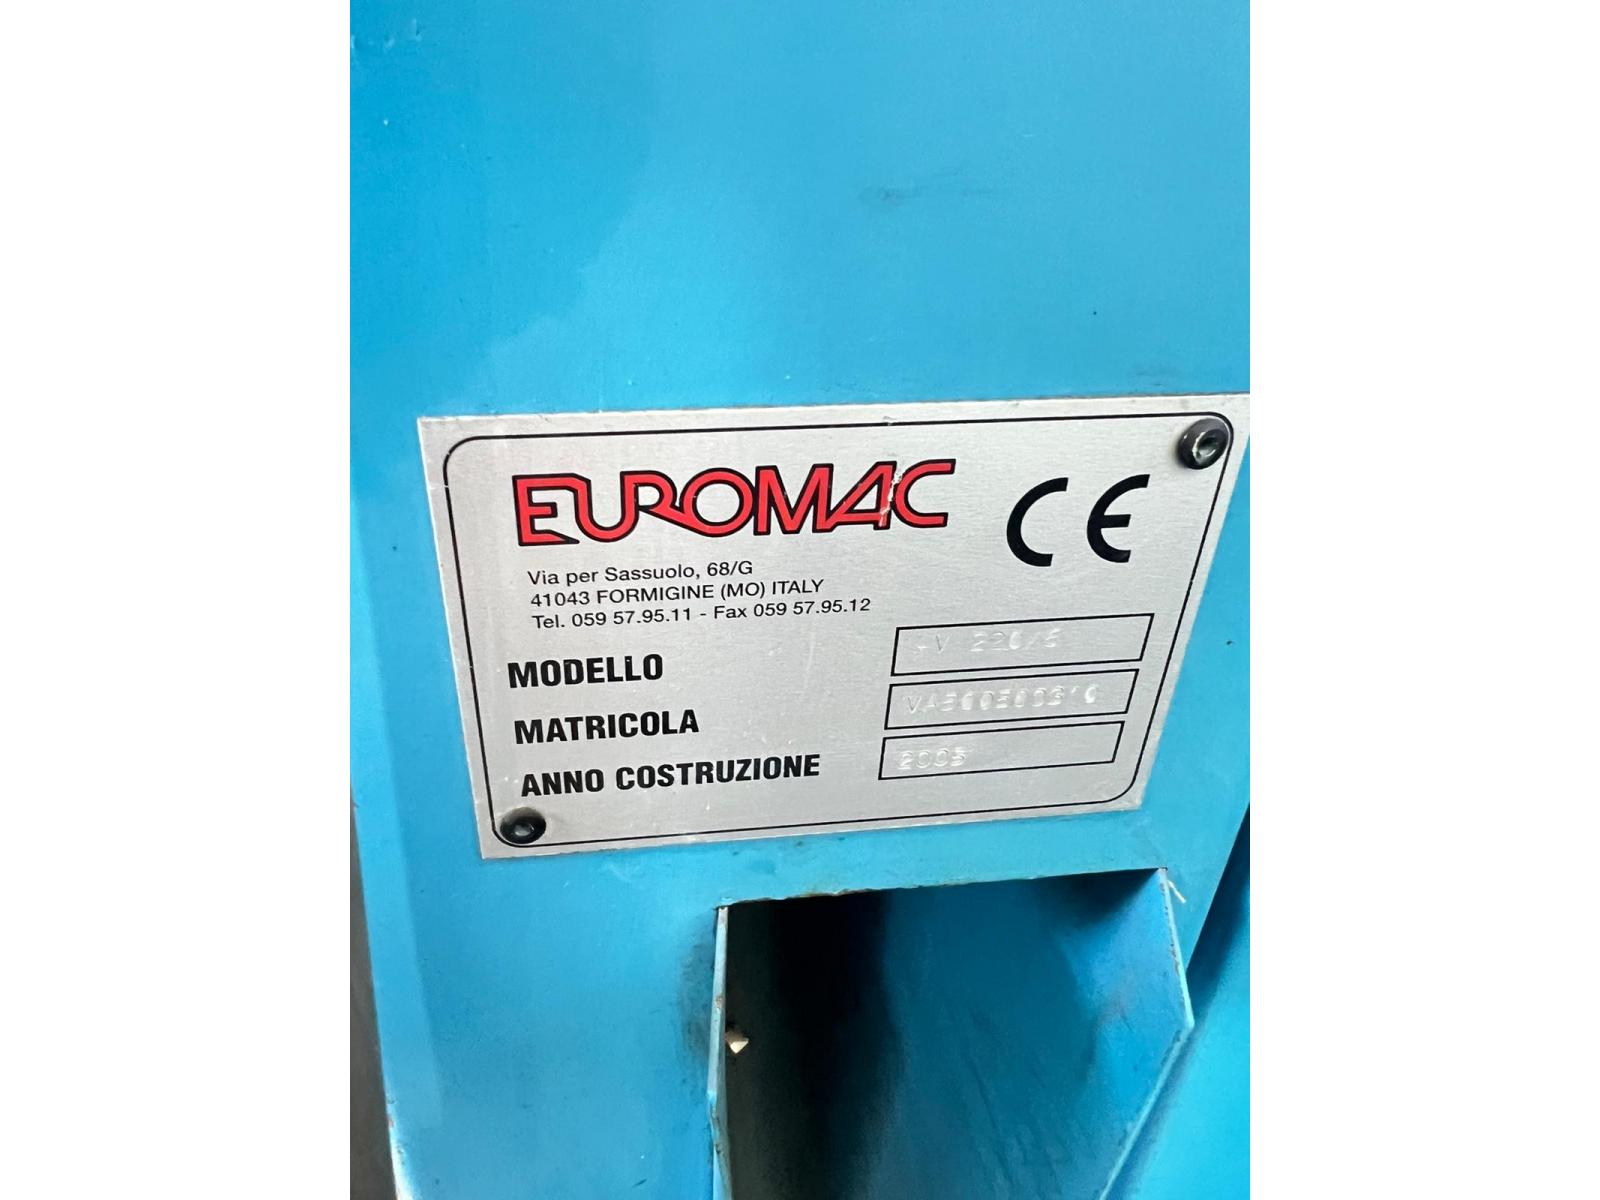 EUROMAC
CE
Via per Sassuolo, 68/G
41043 FORMIGINE (MO) ITALY
Tel. 059 57.95.11 - Fax 059 57.95.12
MODELLO
MATRICOLA
ANNO COSTRUZIONE 2005